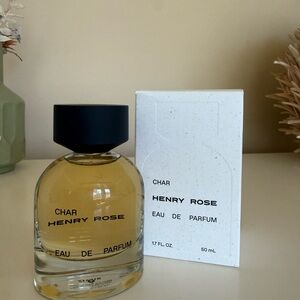 CHAR
HENRY ROSE
EAU DE PARFUM
CHAR
HENRY ROSE
EAU DE PARFUM
1.7 FL. OZ. 50 mL